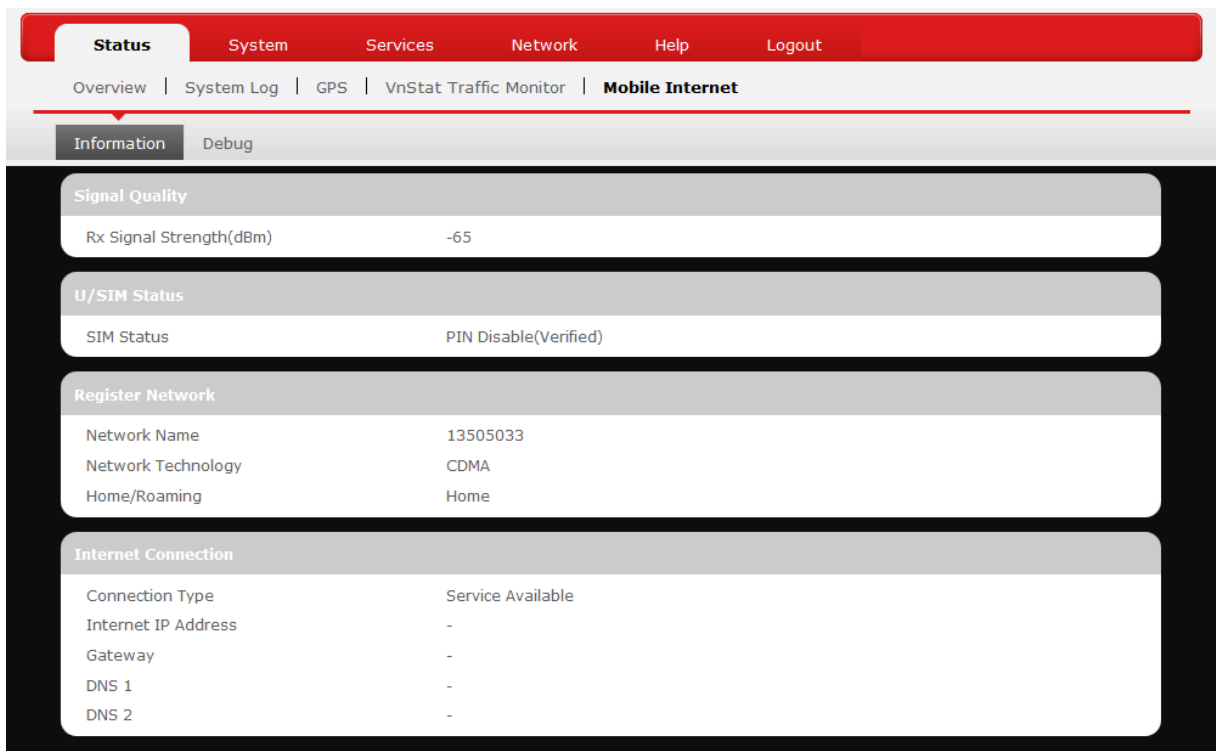 Status System Services Network Help Logout
Overview | System Log | GPS | VnStat Traffic Monitor | Mobile Internet
Information Debug
Signal Quality
Rx Signal Strength(dBm) -65
U/SIM Status
SIM Status PIN Disable(Verified)
Register Network
Network Name 13505033
Network Technology CDMA
Home/Roaming Home
Internet Connection
Connection Type Service Available
Internet IP Address -
Gateway -
DNS 1 -
DNS 2 -